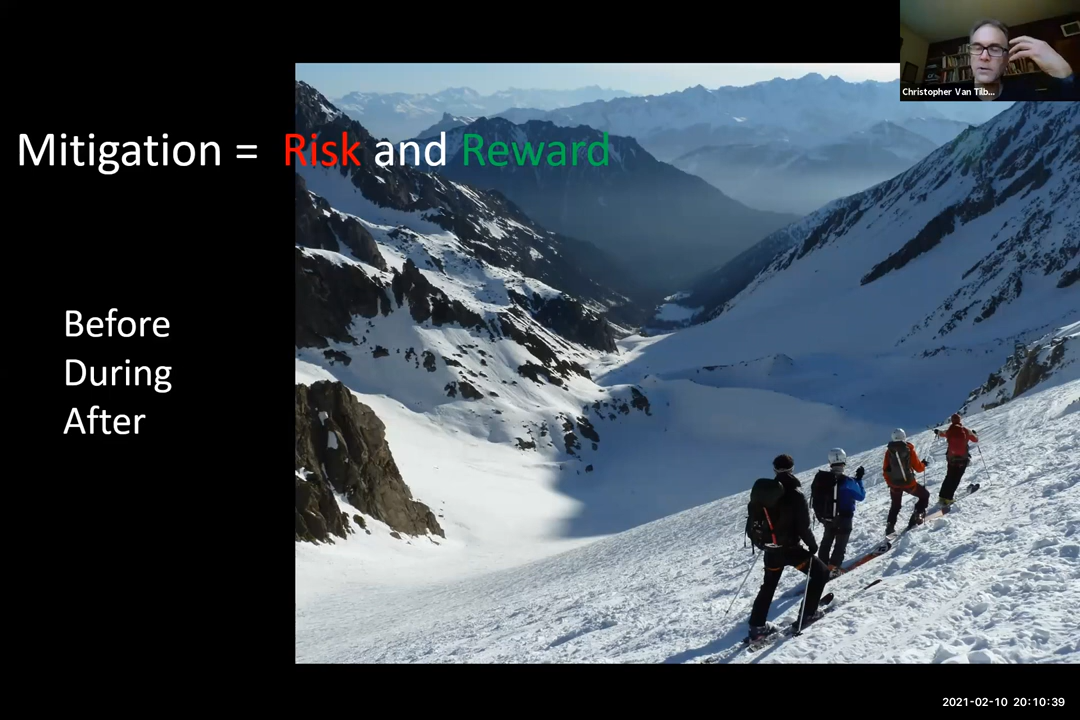 Christopher Van Tilb...
Mitigation = Risk and Reward
Before
During
After
2021-02-10 20:10:39